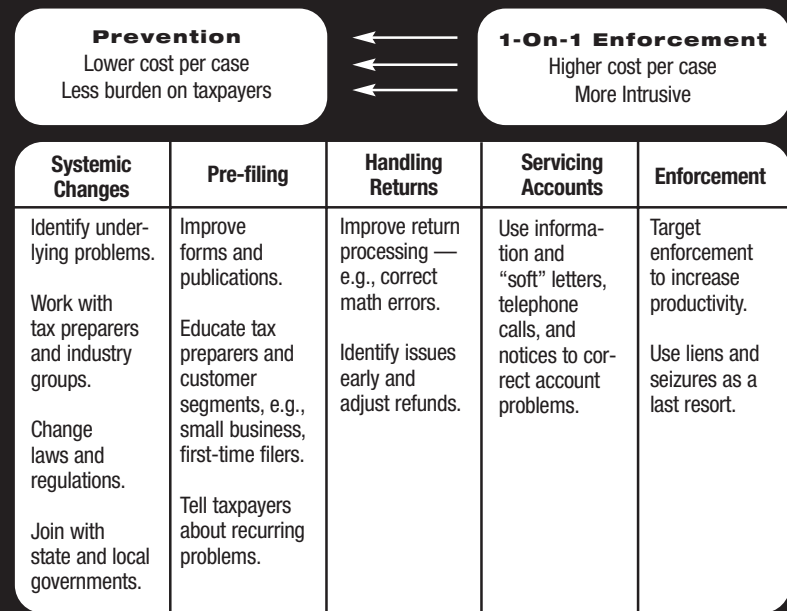 Prevention
Lower cost per case
Less burden on taxpayers
1-On-1 Enforcement
Higher cost per case
More Intrusive
Systemic
Changes
Identify under-
lying problems.
Work with
tax preparers
and industry
groups.
Change
laws and
regulations.
Join with
state and local
governments.
Pre-filing
Improve
forms and
publications.
Educate tax
preparers and
customer
segments, e.g.,
small business,
first-time filers.
Tell taxpayers
about recurring
problems.
Handling
Returns
Improve return
processing —
e.g., correct
math errors.
Identify issues
early and
adjust refunds.
Servicing
Accounts
Use informa-
tion and
“soft” letters,
telephone
calls, and
notices to cor-
rect account
problems.
Enforcement
Target
enforcement
to increase
productivity.
Use liens and
seizures as a
last resort.